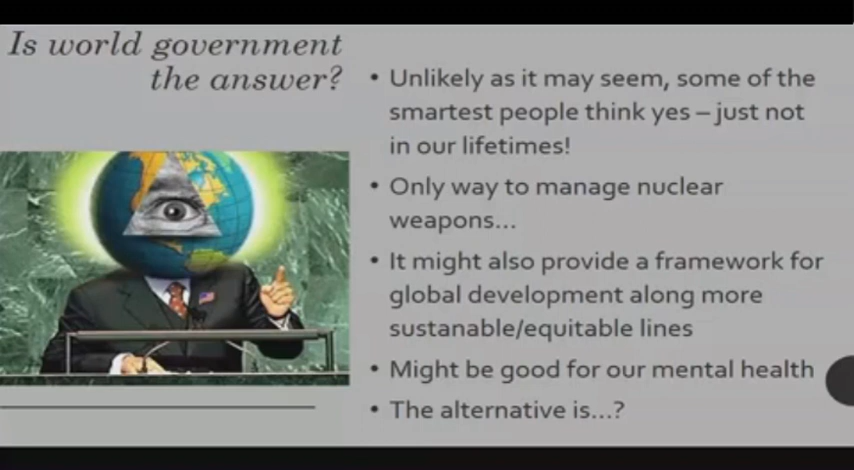 Is world government
the answer?
• Unlikely as it may seem, some of the
smartest people think yes – just not
in our lifetimes!
• Only way to manage nuclear
weapons...
• It might also provide a framework for
global development along more
sustanable/equitable lines
• Might be good for our mental health
• The alternative is...?